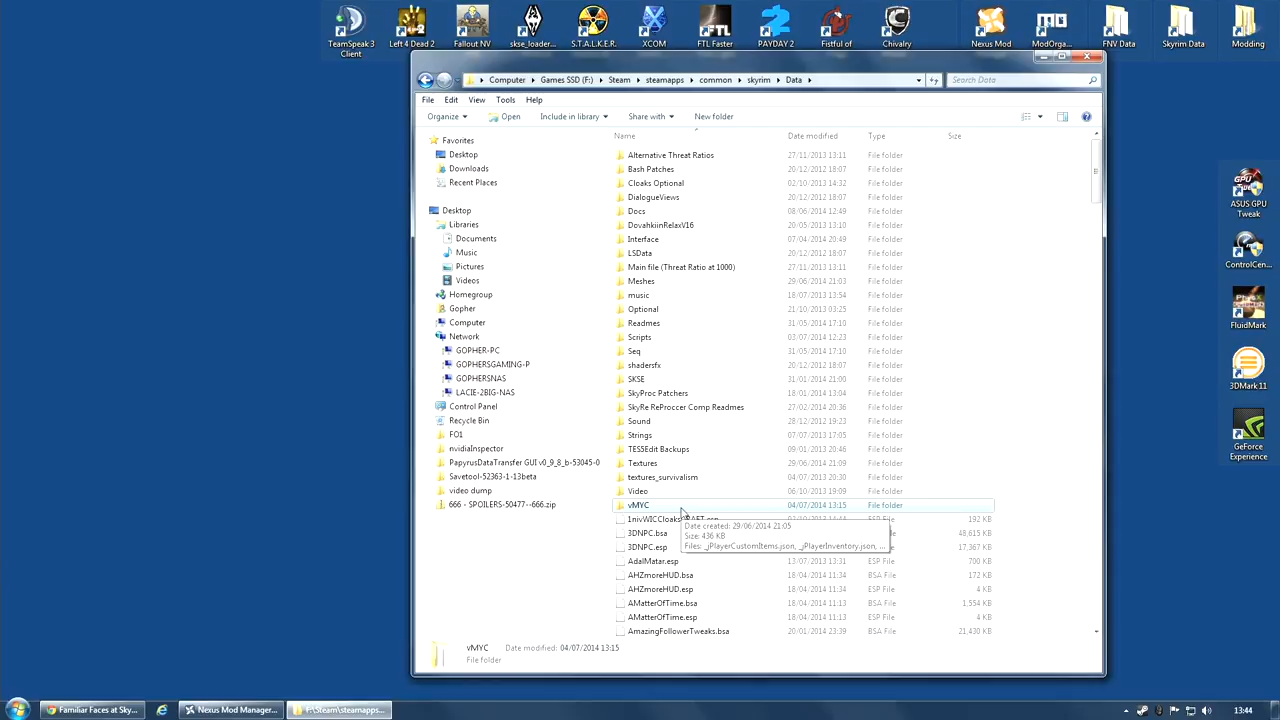 TeamSpeak 3 Client
Left 4 Dead 2
Fallout NV
skse_loader...
S.T.A.L.K.E.R.
XCOM
FTL Faster
PAYDAY 2
Fistful of
Chivalry
Nexus Mod
ModOrga...
FNV Data
Skyrim Data
Modding
Computer Games SSD (F:) Steam steamapps common skyrim Data
Search Data
File Edit View Tools Help
Organize Open Include in library Share with New folder
Name Date modified Type Size
Favorites
Desktop
Downloads
Recent Places
Desktop
Libraries
Documents
Music
Pictures
Videos
Homegroup
Gopher
Computer
Network
GOPHER-PC
GOPHERSGAMING-P
GOPHERSNAS
LACIE-2BIG-NAS
Control Panel
Recycle Bin
FO1
nvidiaInspector
PapyrusDataTransfer GUI v0_9_8_b-53045-0
Savetool-52363-1-13beta
video dump
666 - SPOILERS-50477--666.zip
Alternative Threat Ratios 27/11/2013 13:11 File folder
Bash Patches 20/12/2012 18:07 File folder
Cloaks Optional 02/10/2013 14:32 File folder
DialogueViews 20/12/2012 18:07 File folder
Docs 08/06/2014 12:49 File folder
DovahkiinRelaxV16 20/05/2013 13:10 File folder
Interface 07/04/2014 20:49 File folder
LSData 20/12/2012 18:07 File folder
Main file (Threat Ratio at 1000) 27/11/2013 13:11 File folder
Meshes 29/06/2014 21:03 File folder
music 18/07/2013 13:54 File folder
Optional 21/10/2013 03:25 File folder
Readmes 31/05/2014 17:10 File folder
Scripts 03/07/2014 12:23 File folder
Seq 31/05/2014 17:10 File folder
shadersfx 20/12/2012 18:07 File folder
SKSE 31/01/2014 21:00 File folder
SkyProc Patchers 18/01/2014 13:04 File folder
SkyRe ReProccer Comp Readmes 27/02/2014 20:36 File folder
Sound 28/12/2012 19:23 File folder
Strings 07/07/2013 17:05 File folder
TES5Edit Backups 09/01/2013 20:46 File folder
Textures 29/06/2014 21:09 File folder
textures_survivalism 04/07/2013 20:30 File folder
Video 06/10/2013 19:09 File folder
vMYC 04/07/2014 13:15 File folder
1nivWICCloaks 192 KB
Date created: 29/06/2014 21:05
Size: 436 KB
Files: _jPlayerCustomItems.json, _jPlayerInventory.json, ...
3DNPC.bsa 48,615 KB
3DNPC.esp 17,367 KB
AdalMatar.esp 13/07/2013 13:31 ESP File 700 KB
AHZmoreHUD.bsa 18/04/2014 11:34 BSA File 172 KB
AHZmoreHUD.esp 18/04/2014 11:34 ESP File 4 KB
AMatterOfTime.bsa 18/04/2014 11:13 BSA File 1,554 KB
AMatterOfTime.esp 18/04/2014 11:13 ESP File 4 KB
AmazingFollowerTweaks.bsa 20/01/2014 23:39 BSA File 21,430 KB
vMYC Date modified: 04/07/2014 13:15
File folder
ASUS GPU Tweak
ControlCen...
FluidMark
3DMark 11
GeForce Experience
Familiar Faces at Sky...
Nexus Mod Manager...
F:\Steam\steamapps...
13:44